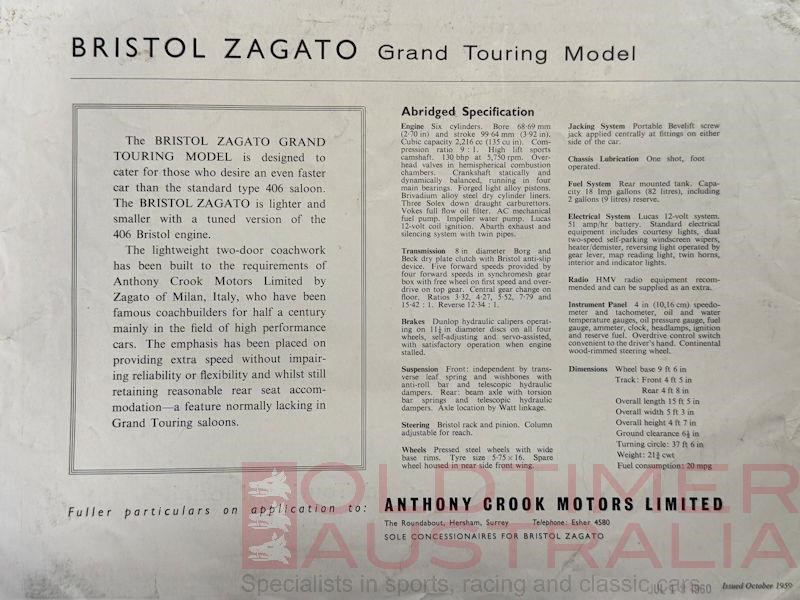 BRISTOL ZAGATO Grand Touring Model
The BRISTOL ZAGATO GRAND
TOURING MODEL is designed to
cater for those who desire an even faster
car than the standard type 406 saloon.
The BRISTOL ZAGATO is lighter and
smaller with a tuned version of the
406 Bristol engine.
The lightweight two-door coachwork
has been built to the requirements of
Anthony Crook Motors Limited by
Zagato of Milan, Italy, who have been
famous coachbuilders for half a century
mainly in the field of high performance
cars. The emphasis has been placed on
providing extra speed without impair-
ing reliability or flexibility and whilst still
retaining reasonable rear seat accom-
modation—a feature normally lacking in
Grand Touring saloons.
Abridged Specification
Engine Six cylinders. Bore 68·69 mm
(2·70 in) and stroke 99·64 mm (3·92 in).
Cubic capacity 2,216 cc (135 cu in). Com-
pression ratio 9 : 1. High lift sports
camshaft. 130 bhp at 5,750 rpm. Over-
head valves in hemispherical combustion
chambers. Crankshaft statically and
dynamically balanced, running in four
main bearings. Forged light alloy pistons.
Brivadium alloy steel dry cylinder liners.
Three Solex down draught carburettors.
Vokes full flow oil filter. AC mechanical
fuel pump. Impeller water pump. Lucas
12-volt coil ignition. Abarth exhaust and
silencing system with twin pipes.
Transmission 8 in diameter Borg and
Beck dry plate clutch with Bristol anti-slip
device. Five forward speeds provided by
four forward speeds in synchromesh gear
box with free wheel on first speed and over-
drive on top gear. Central gear change on
floor. Ratios 3·32, 4·27, 5·52, 7·79 and
15·42 : 1. Reverse 12·34 : 1.
Brakes Dunlop hydraulic calipers operat-
ing on 11¼ in diameter discs on all four
wheels, self-adjusting and servo-assisted,
with satisfactory operation when engine
stalled.
Suspension Front: independent by trans-
verse leaf spring and wishbones with
anti-roll bar and telescopic hydraulic
dampers. Rear: beam axle with torsion
bar springs and telescopic hydraulic
dampers. Axle location by Watt linkage.
Steering Bristol rack and pinion. Column
adjustable for reach.
Wheels Pressed steel wheels with wide
base rims. Tyre size 5·75 × 16. Spare
wheel housed in near side front wing.
Jacking System Portable Bevelift screw
jack applied centrally at fittings on either
side of the car.
Chassis Lubrication One shot, foot
operated.
Fuel System Rear mounted tank. Capa-
city 18 Imp gallons (82 litres), including
2 gallons (9 litres) reserve.
Electrical System Lucas 12-volt system.
51 amp/hr battery. Standard electrical
equipment includes courtesy lights, dual
two-speed self-parking windscreen wipers,
heater/demister, reversing light operated by
gear lever, map reading light, twin horns,
interior and indicator lights.
Radio HMV radio equipment recom-
mended and can be supplied as an extra.
Instrument Panel 4 in (10,16 cm) speedo-
meter and tachometer, oil and water
temperature gauges, oil pressure gauge, fuel
gauge, ammeter, clock, headlamps, ignition
and reserve fuel. Overdrive control switch
convenient to the driver's hand. Continental
wood-rimmed steering wheel.
Dimensions Wheel base 9 ft 6 in
Track: Front 4 ft 5 in
Rear 4 ft 8 in
Overall length 15 ft 5 in
Overall width 5 ft 3 in
Overall height 4 ft 7 in
Ground clearance 6½ in
Turning circle: 37 ft 6 in
Weight: 21½ cwt
Fuel consumption: 20 mpg
Fuller particulars on application to: ANTHONY CROOK MOTORS LIMITED
The Roundabout, Hersham, Surrey Telephone: Esher 4580
SOLE CONCESSIONAIRES FOR BRISTOL ZAGATO
OLDTIMER
AUSTRALIA
Specialists in sports, racing and classic cars
Issued October 1959